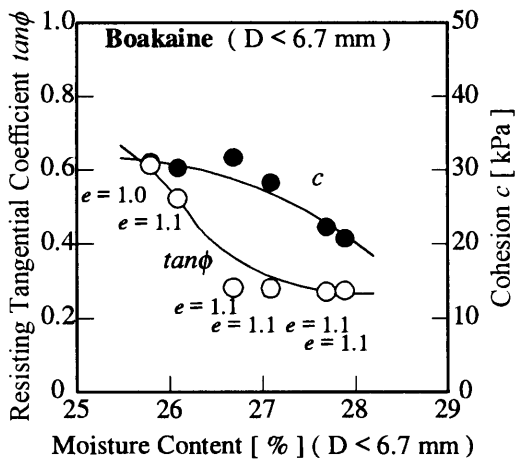 Boakaine ( D < 6.7 mm )
Resisting Tangential Coefficient tanϕ
1.0
0.8
0.6
0.4
0.2
0
50
40
30
20
10
0
Cohesion c [ kPa ]
c
e = 1.0
e = 1.1
tanϕ
e = 1.1
e = 1.1
e = 1.1
e = 1.1
25 26 27 28 29
Moisture Content [ % ] ( D < 6.7 mm )